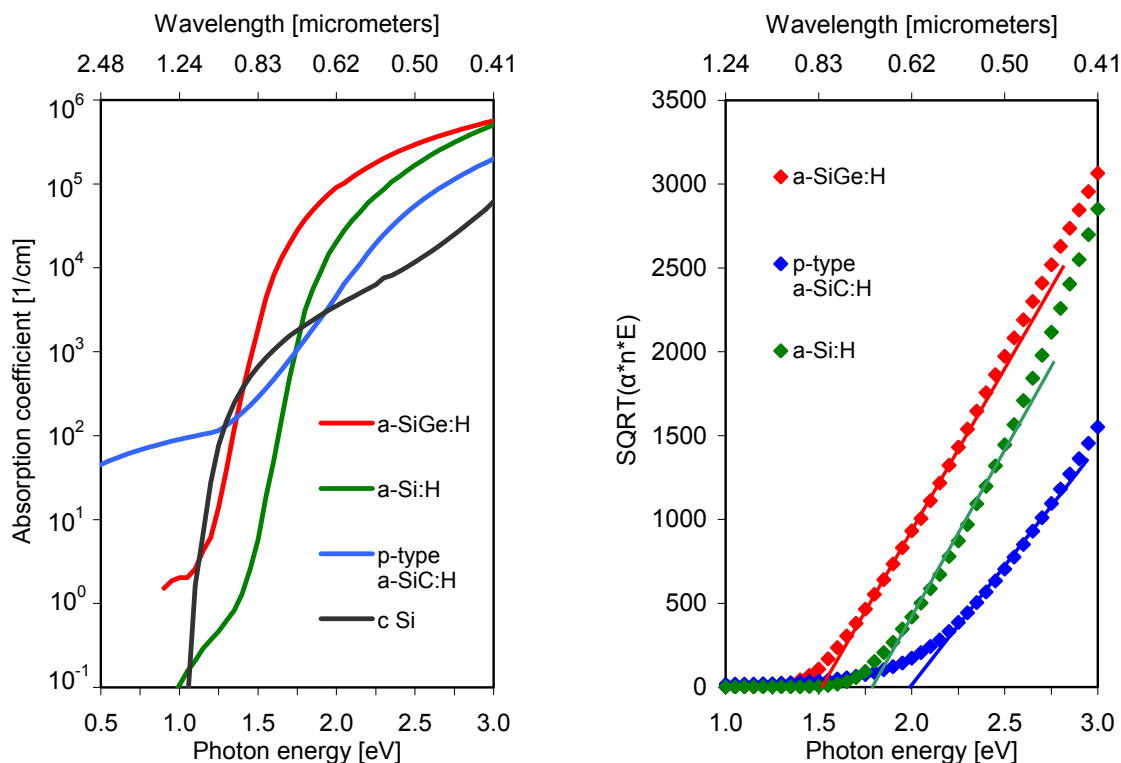 Wavelength [micrometers]
2.48 1.24 0.83 0.62 0.50 0.41
Absorption coefficient [1/cm]
10^6
10^5
10^4
10^3
10^2
10^1
10^0
10^-1
a-SiGe:H
a-Si:H
p-type
a-SiC:H
c Si
0.5 1.0 1.5 2.0 2.5 3.0
Photon energy [eV]
Wavelength [micrometers]
1.24 0.83 0.62 0.50 0.41
SQRT(α*n*E)
3500
3000
2500
2000
1500
1000
500
0
a-SiGe:H
p-type
a-SiC:H
a-Si:H
1.0 1.5 2.0 2.5 3.0
Photon energy [eV]